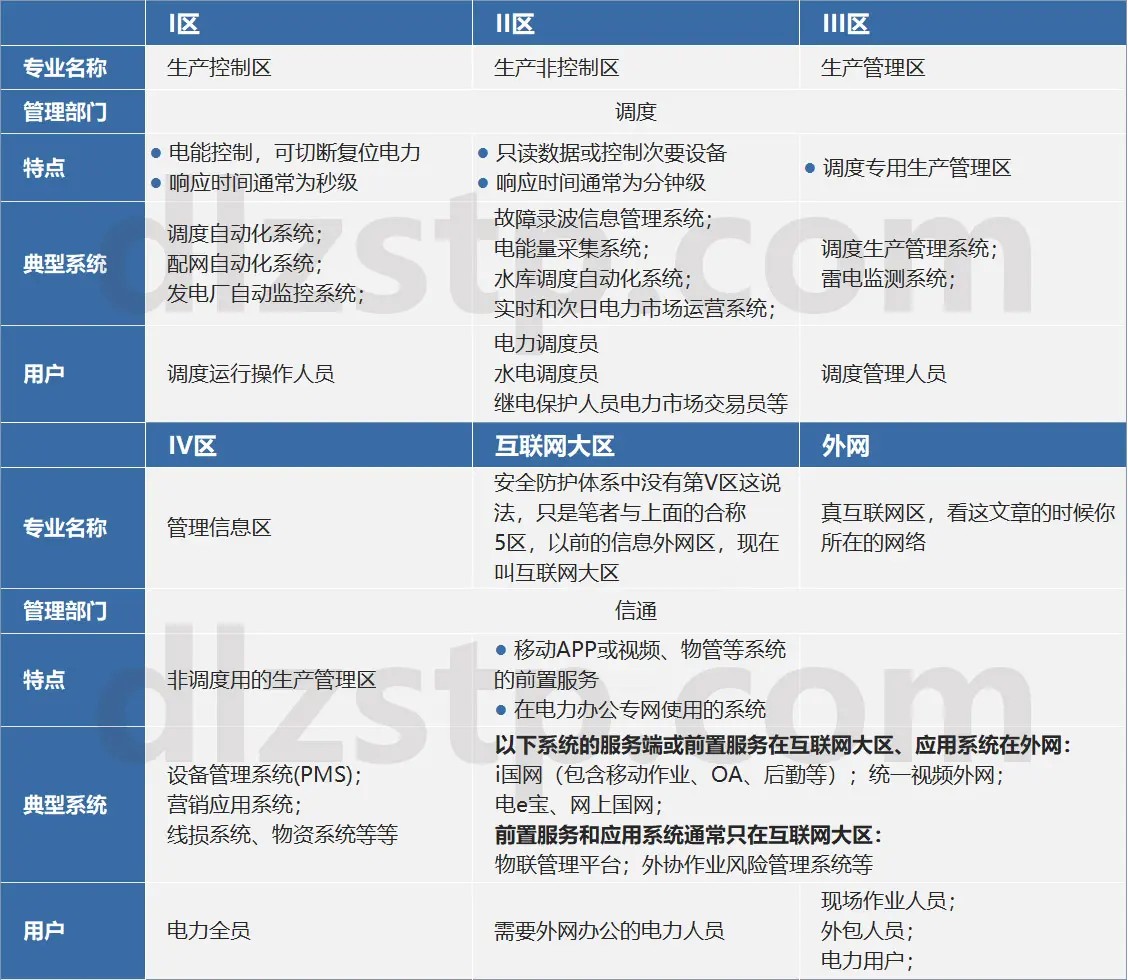 I区 II区 III区
专业名称 生产控制区 生产非控制区 生产管理区
管理部门 调度
特点
电能控制，可切断复位电力
响应时间通常为秒级
只读数据或控制次要设备
响应时间通常为分钟级
调度专用生产管理区
典型系统
调度自动化系统；
配网自动化系统；
发电厂自动监控系统；
故障录波信息管理系统；
电能量采集系统；
水库调度自动化系统；
实时和次日电力市场运营系统；
调度生产管理系统；
雷电监测系统；
用户
调度运行操作人员
电力调度员
水电调度员
继电保护人员电力市场交易员等
调度管理人员
IV区 互联网大区 外网
专业名称
管理信息区
安全防护体系中没有第V区这说
法，只是笔者与上面的合称
5区，以前的信息外网区，现在
叫互联网大区
真互联网区，看这文章的时候你
所在的网络
管理部门 信通
特点
非调度用的生产管理区
移动APP或视频、物管等系统
的前置服务
在电力办公专网使用的系统
典型系统
设备管理系统(PMS)；
营销应用系统；
线损系统、物资系统等等
以下系统的服务端或前置服务在互联网大区、应用系统在外网：
i国网（包含移动作业、OA、后勤等）；统一视频外网；
电e宝、网上国网；
前置服务和应用系统通常只在互联网大区：
物联管理平台；外协作业风险管理系统等
用户
电力全员
需要外网办公的电力人员
现场作业人员；
外包人员；
电力用户；
dlzstp.com
dlzstp.com